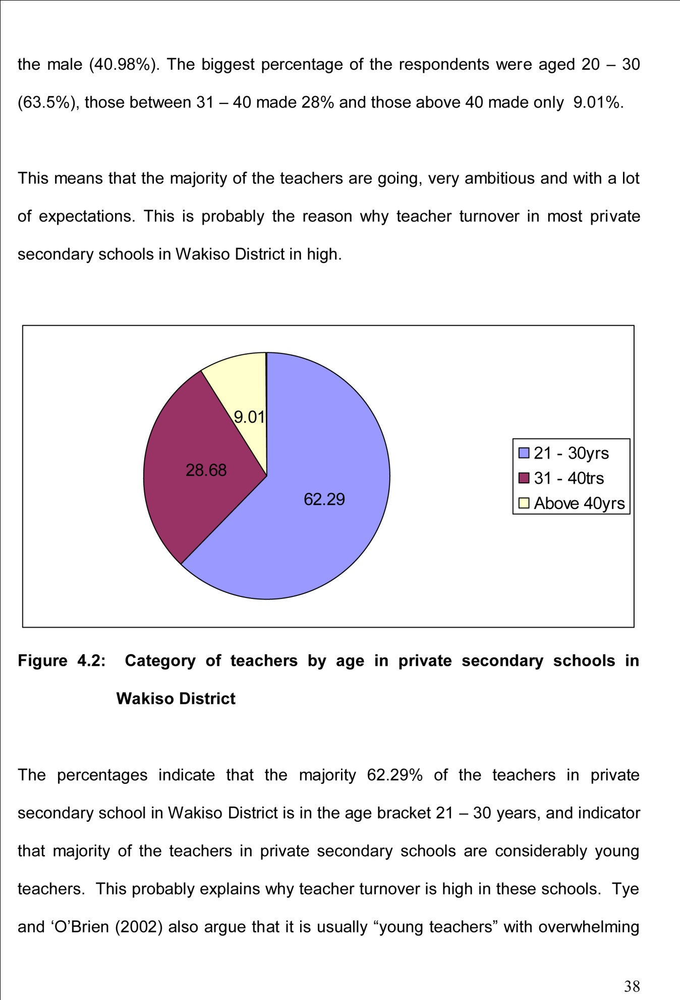 the male (40.98%). The biggest percentage of the respondents were aged 20 – 30
(63.5%), those between 31 – 40 made 28% and those above 40 made only  9.01%.
This means that the majority of the teachers are going, very ambitious and with a lot
of expectations. This is probably the reason why teacher turnover in most private
secondary schools in Wakiso District in high.
9.01
28.68
62.29
21 - 30yrs
31 - 40trs
Above 40yrs
Figure 4.2:  Category of teachers by age in private secondary schools in
Wakiso District
The percentages indicate that the majority 62.29% of the teachers in private
secondary school in Wakiso District is in the age bracket 21 – 30 years, and indicator
that majority of the teachers in private secondary schools are considerably young
teachers.  This probably explains why teacher turnover is high in these schools.  Tye
and ‘O’Brien (2002) also argue that it is usually “young teachers” with overwhelming
38